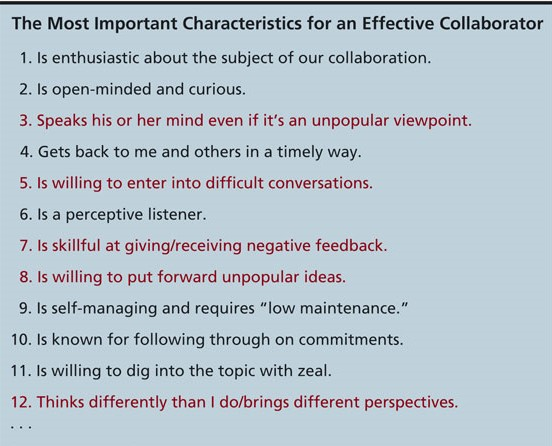 The Most Important Characteristics for an Effective Collaborator
1. Is enthusiastic about the subject of our collaboration.
2. Is open-minded and curious.
3. Speaks his or her mind even if it’s an unpopular viewpoint.
4. Gets back to me and others in a timely way.
5. Is willing to enter into difficult conversations.
6. Is a perceptive listener.
7. Is skillful at giving/receiving negative feedback.
8. Is willing to put forward unpopular ideas.
9. Is self-managing and requires “low maintenance.”
10. Is known for following through on commitments.
11. Is willing to dig into the topic with zeal.
12. Thinks differently than I do/brings different perspectives.
. . .